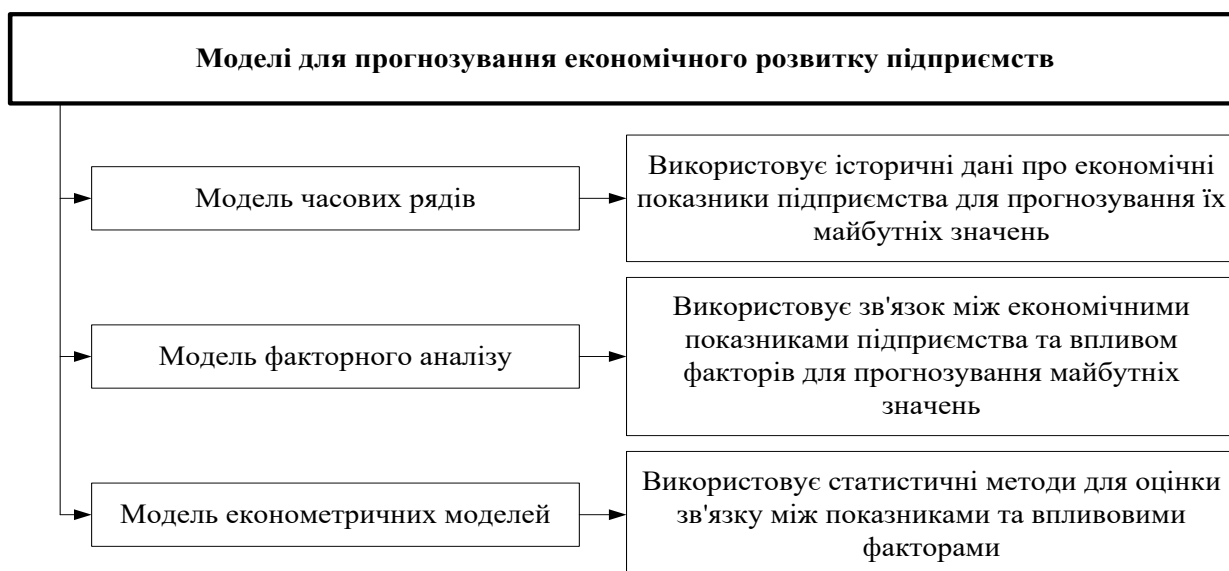 Моделі для прогнозування економічного розвитку підприємств
Модель часових рядів
Використовує історичні дані про економічні
показники підприємства для прогнозування їх
майбутніх значень
Модель факторного аналізу
Використовує зв'язок між економічними
показниками підприємства та впливом
факторів для прогнозування майбутніх
значень
Модель економетричних моделей
Використовує статистичні методи для оцінки
зв'язку між показниками та впливовими
факторами